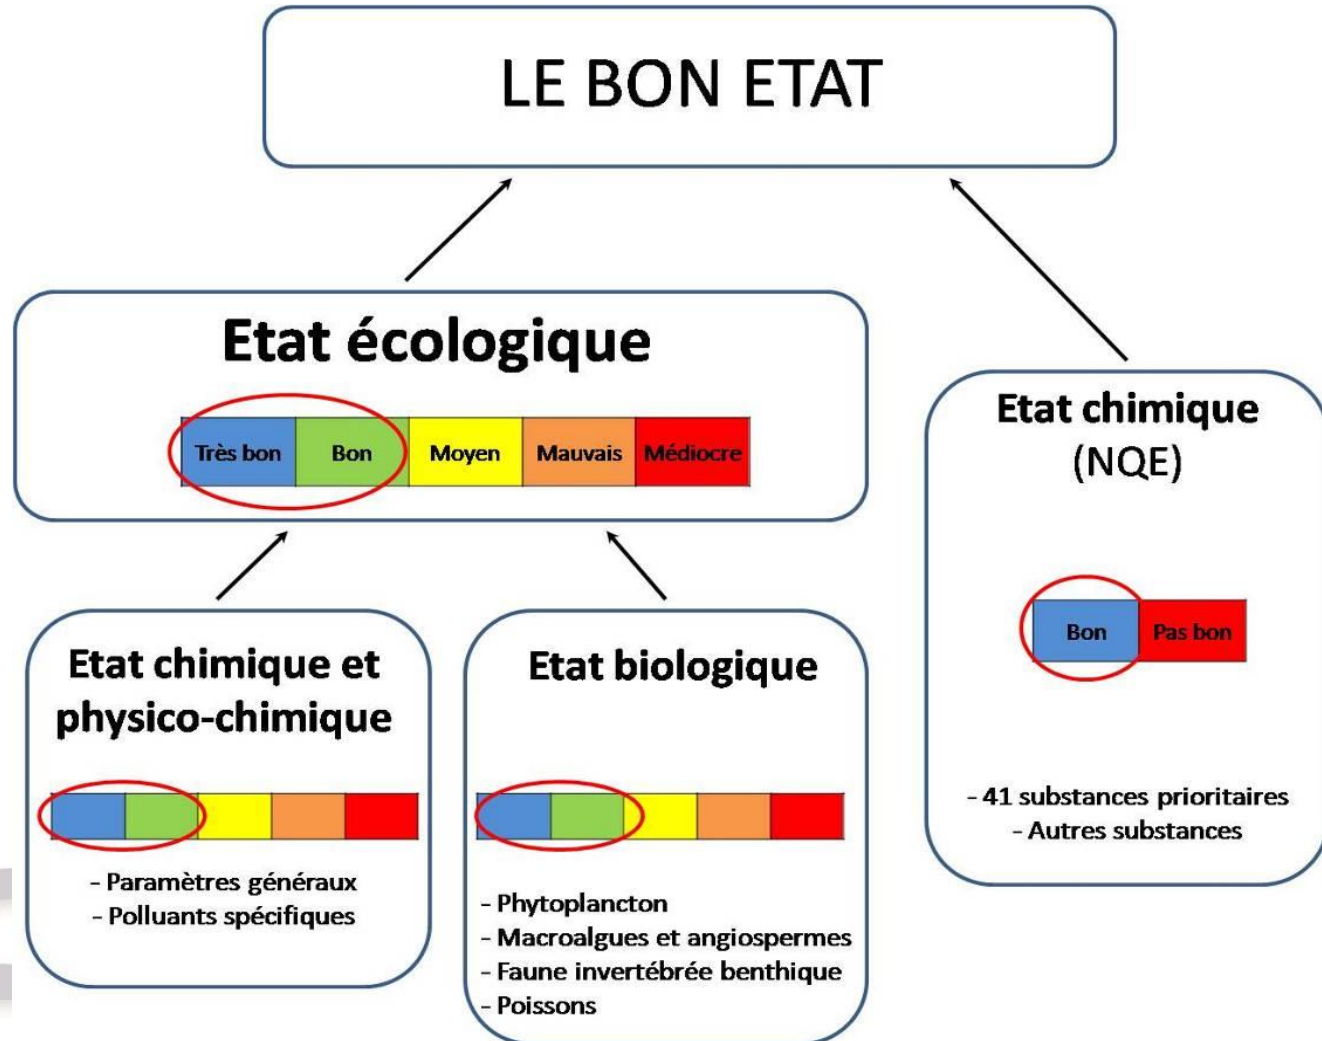 LE BON ETAT
Etat écologique
Très bon
Bon
Moyen
Mauvais
Médiocre
Etat chimique
(NQE)
Bon
Pas bon
- 41 substances prioritaires
- Autres substances
Etat chimique et
physico-chimique
- Paramètres généraux
- Polluants spécifiques
Etat biologique
- Phytoplancton
- Macroalgues et angiospermes
- Faune invertébrée benthique
- Poissons